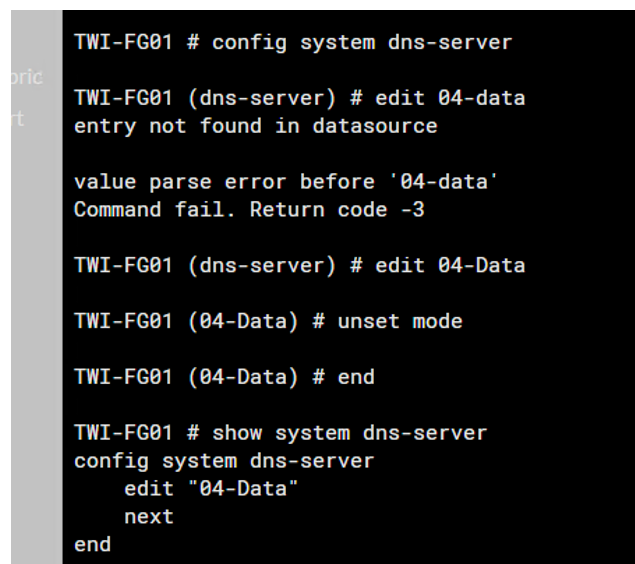 TWI-FG01 # config system dns-server
TWI-FG01 (dns-server) # edit 04-data
entry not found in datasource
value parse error before '04-data'
Command fail. Return code -3
TWI-FG01 (dns-server) # edit 04-Data
TWI-FG01 (04-Data) # unset mode
TWI-FG01 (04-Data) # end
TWI-FG01 # show system dns-server
config system dns-server
    edit "04-Data"
    next
end